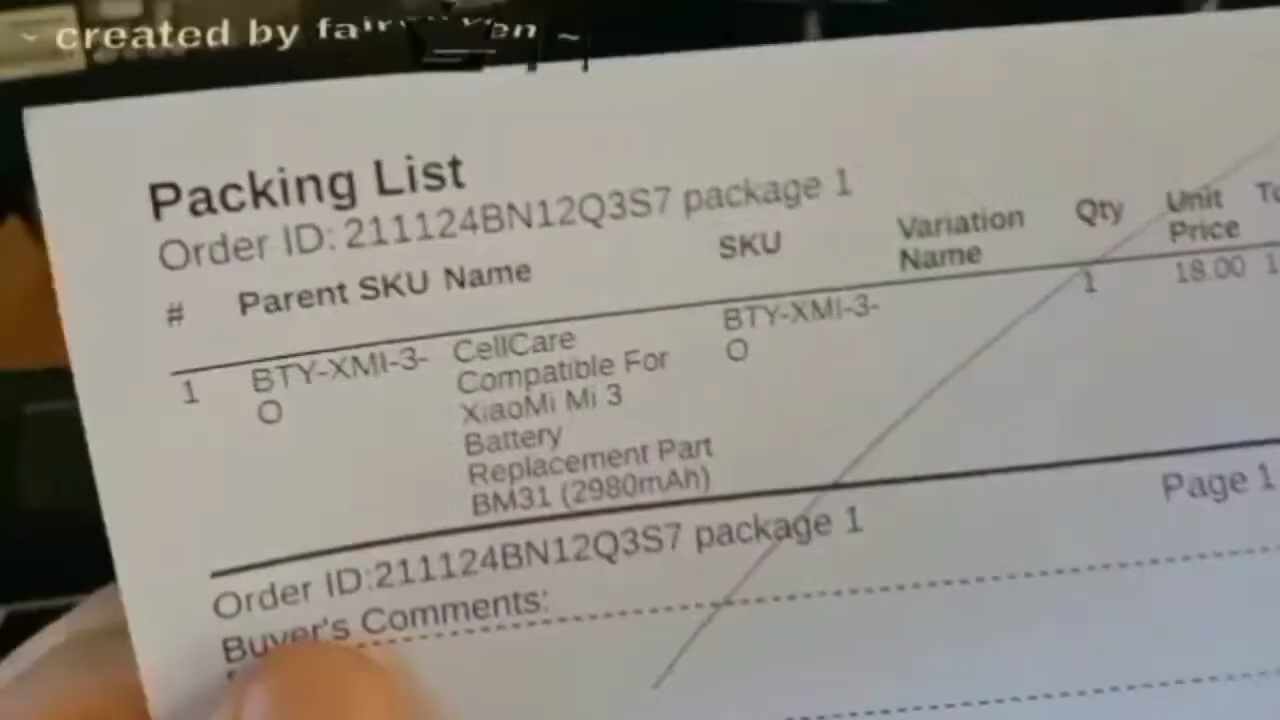 ~ created by
Packing List
Order ID: 211124BN12Q3S7 package 1
# Parent SKU Name SKU Variation Name Qty Unit Price
1 BTY-XMI-3-O CellCare BTY-XMI-3-O 1 18.00
Compatible For
XiaoMi Mi 3
Battery
Replacement Part
BM31 (2980mAh)
Page 1
Order ID:211124BN12Q3S7 package 1
Buyer's Comments: